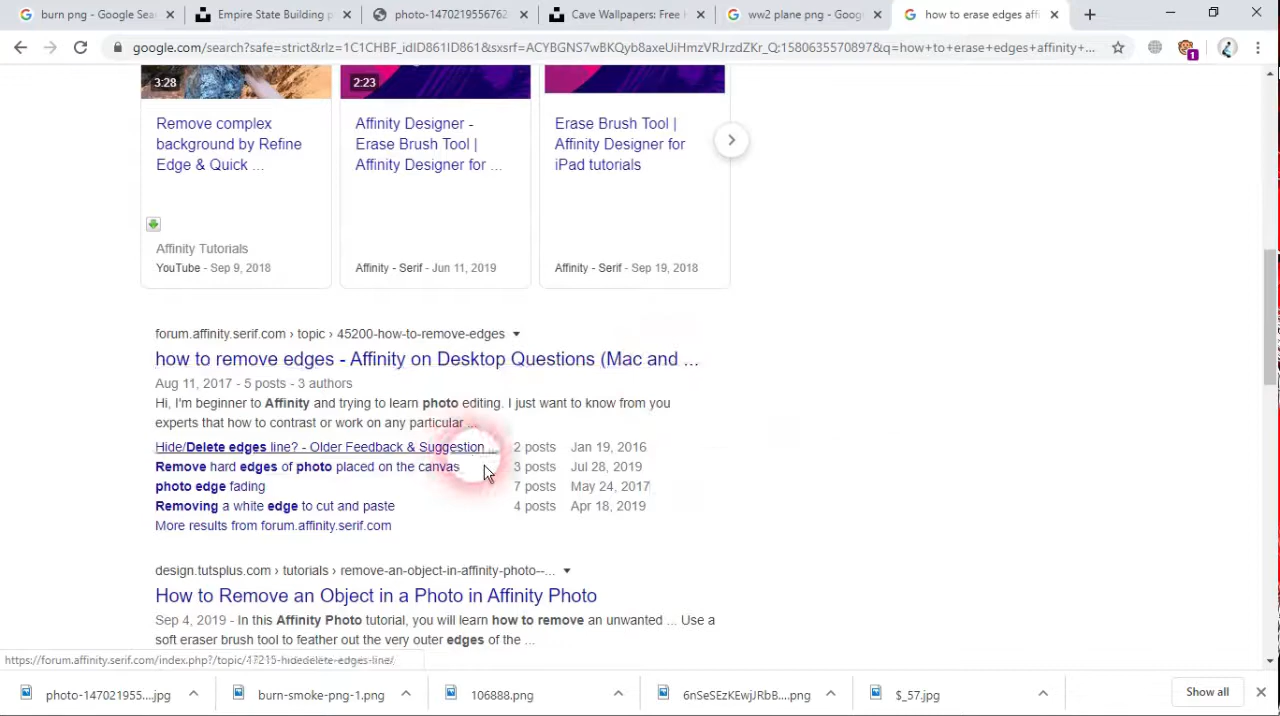 burn png - Google Sea
Empire State Building p
photo-1470219556762
Cave Wallpapers: Free H
ww2 plane png - Goog
how to erase edges affi
google.com/search?safe=strict&rlz=1C1CHBF_idID861ID861&sxsrf=ACYBGNS7wBKQyb8axeUiHmzVRJrzdZKr_Q:1580635570897&q=how+to+erase+edges+affinity+...
1
3:28
2:23
Remove complex
background by Refine
Edge & Quick ...
Affinity Designer -
Erase Brush Tool |
Affinity Designer for ...
Erase Brush Tool |
Affinity Designer for
iPad tutorials
Affinity Tutorials
YouTube - Sep 9, 2018
Affinity - Serif - Jun 11, 2019
Affinity - Serif - Sep 19, 2018
forum.affinity.serif.com › topic › 45200-how-to-remove-edges
how to remove edges - Affinity on Desktop Questions (Mac and ...
Aug 11, 2017 - 5 posts - 3 authors
Hi, I'm beginner to Affinity and trying to learn photo editing. I just want to know from you
experts that how to contrast or work on any particular ...
Hide/Delete edges line? - Older Feedback & Suggestion ... 2 posts Jan 19, 2016
Remove hard edges of photo placed on the canvas 3 posts Jul 28, 2019
photo edge fading 7 posts May 24, 2017
Removing a white edge to cut and paste 4 posts Apr 18, 2019
More results from forum.affinity.serif.com
design.tutsplus.com › tutorials › remove-an-object-in-affinity-photo--...
How to Remove an Object in a Photo in Affinity Photo
Sep 4, 2019 - In this Affinity Photo tutorial, you will learn how to remove an unwanted ... Use a
soft eraser brush tool to feather out the very outer edges of the ...
https://forum.affinity.serif.com/index.php?/topic/17215-hidedelete-edges-line/
photo-147021955....jpg
burn-smoke-png-1.png
106888.png
6nSeSEzKEwjJRbB....png
$_57.jpg
Show all